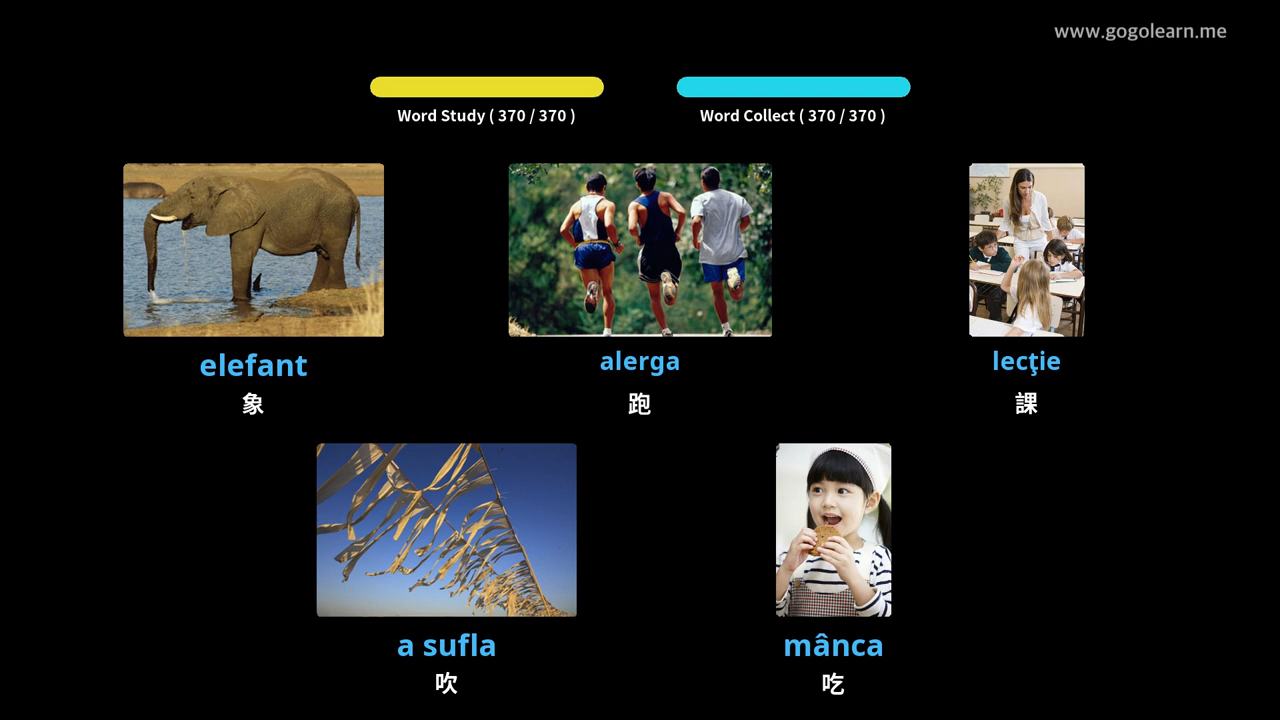 www.gogolearn.me
Word Study ( 370 / 370 )
Word Collect ( 370 / 370 )
elefant
象
alerga
跑
lecţie
課
a sufla
吹
mânca
吃